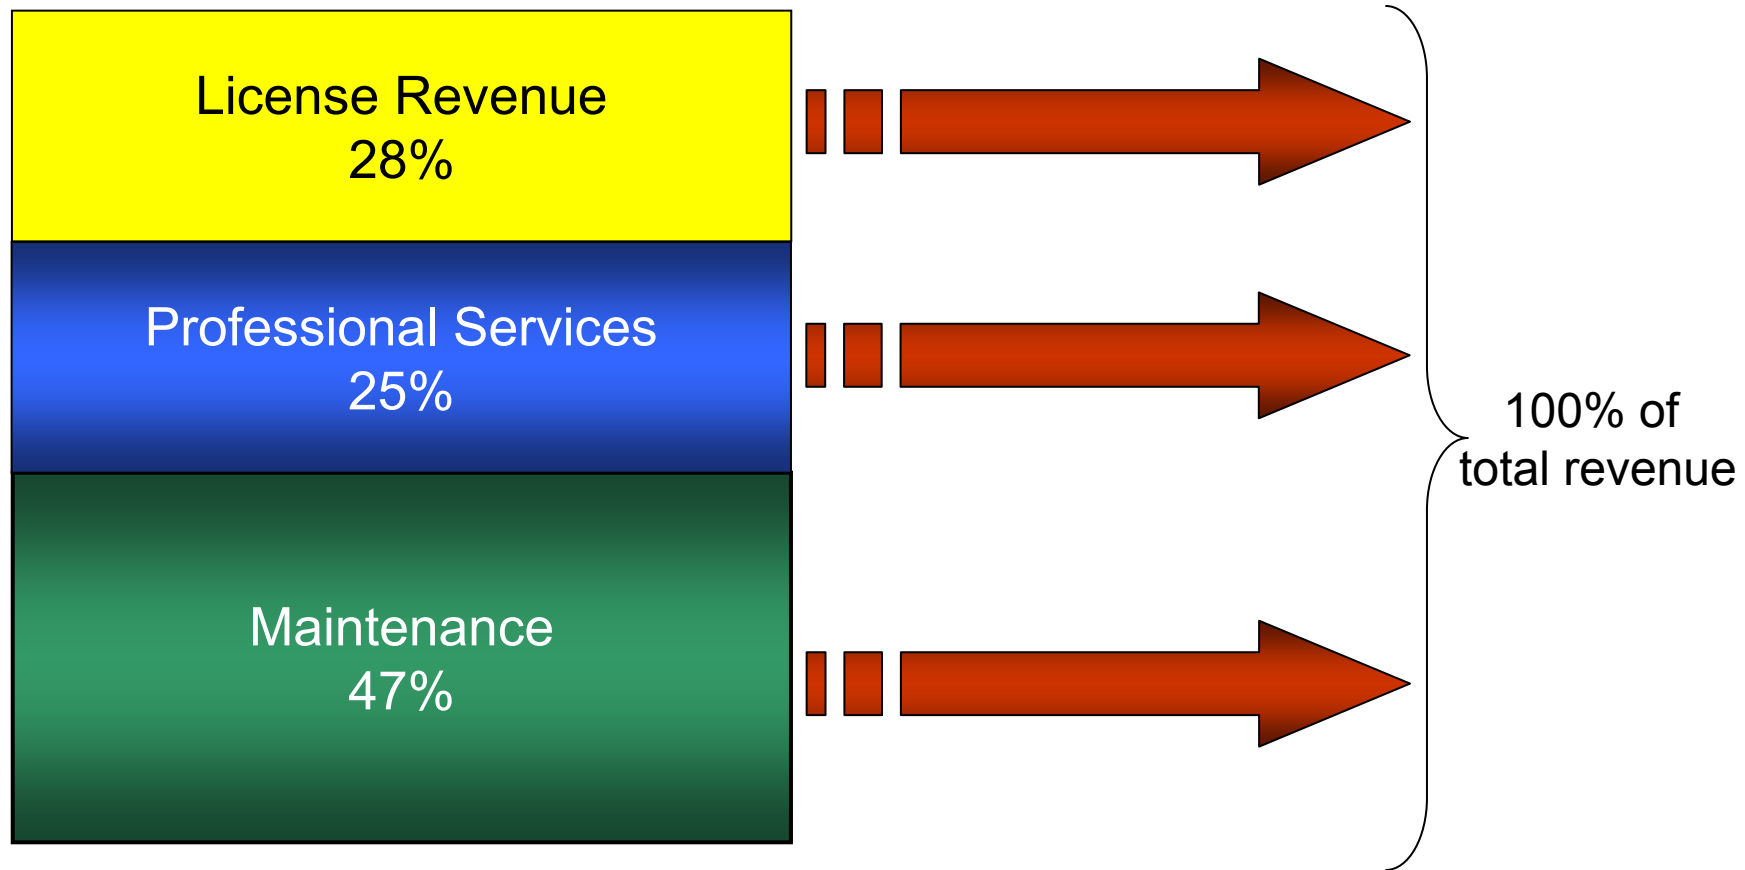 License Revenue
28%
Professional Services
25%
100% of
total revenue
Maintenance
47%